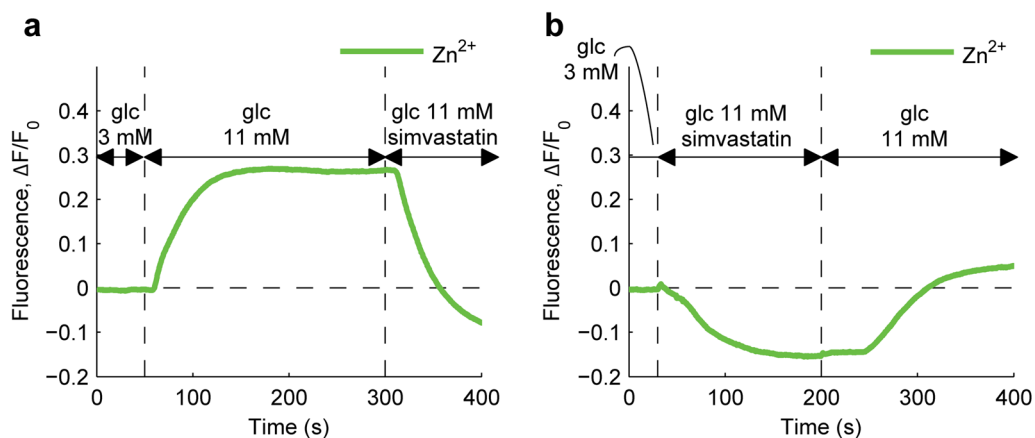 a
Zn²⁺
glc
3 mM
glc
11 mM
glc 11 mM
simvastatin
0.4
0.3
0.2
0.1
0
−0.1
−0.2
Fluorescence, ΔF/F₀
0 100 200 300 400
Time (s)
b
Zn²⁺
glc
3 mM
glc 11 mM
simvastatin
glc
11 mM
0.4
0.3
0.2
0.1
0
−0.1
−0.2
Fluorescence, ΔF/F₀
0 100 200 300 400
Time (s)